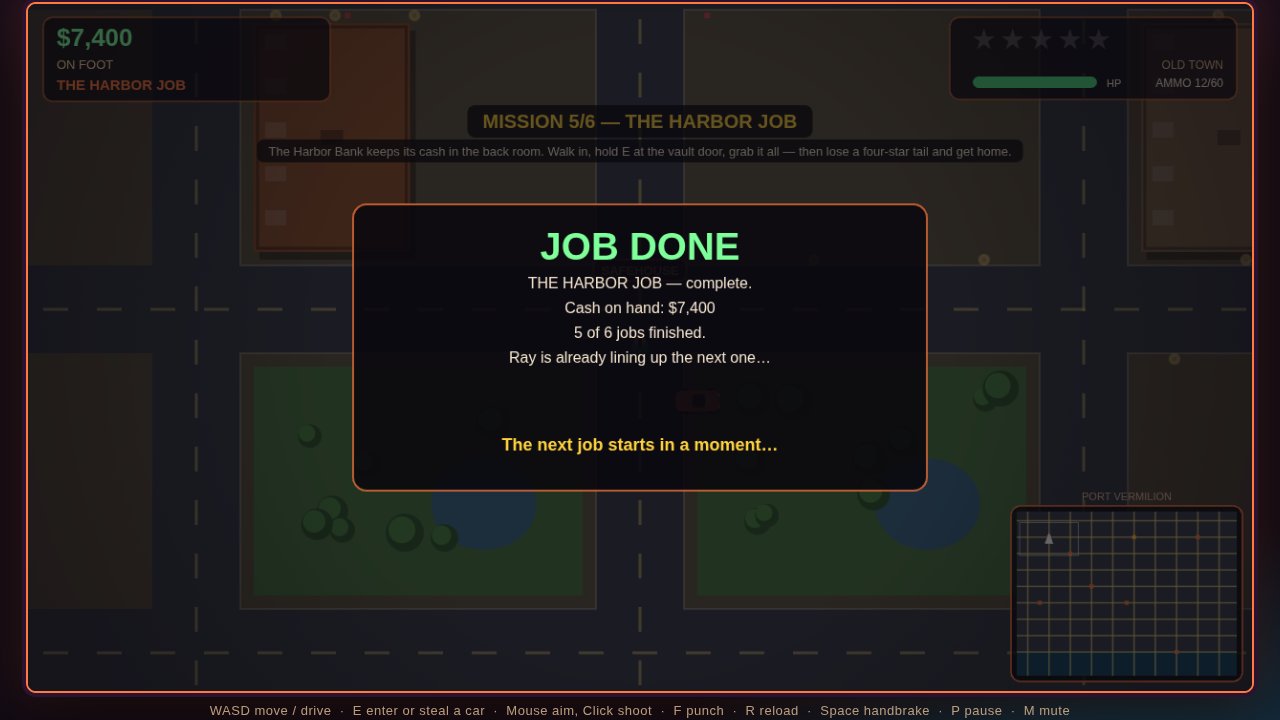 $7,400
ON FOOT
THE HARBOR JOB
★★★★★
OLD TOWN
HP
AMMO 12/60
MISSION 5/6 — THE HARBOR JOB
The Harbor Bank keeps its cash in the back room. Walk in, hold E at the vault door, grab it all — then lose a four-star tail and get home.
JOB DONE
SAFEHOUSE
THE HARBOR JOB — complete.
Cash on hand: $7,400
5 of 6 jobs finished.
Ray is already lining up the next one…
The next job starts in a moment…
PORT VERMILION
WASD move / drive · E enter or steal a car · Mouse aim, Click shoot · F punch · R reload · Space handbrake · P pause · M mute